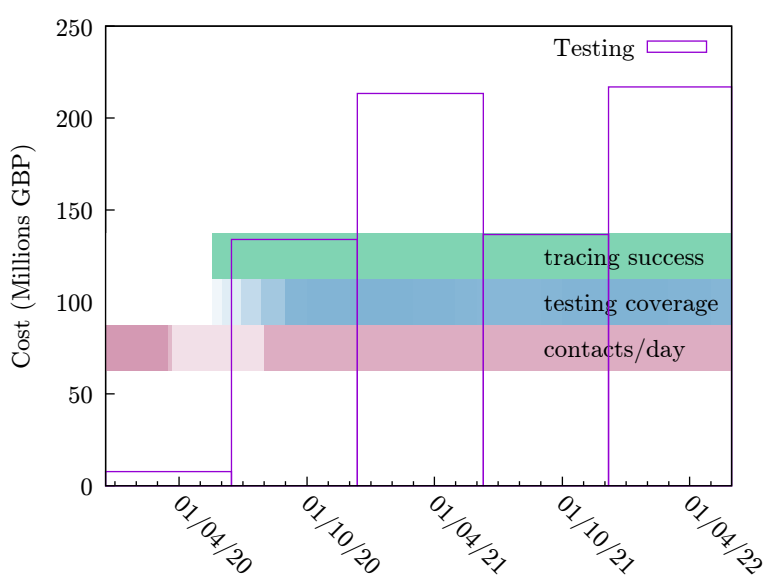 250
Testing
200
150
100
50
0
Cost (Millions GBP)
tracing success
testing coverage
contacts/day
01/04/20
01/10/20
01/04/21
01/10/21
01/04/22